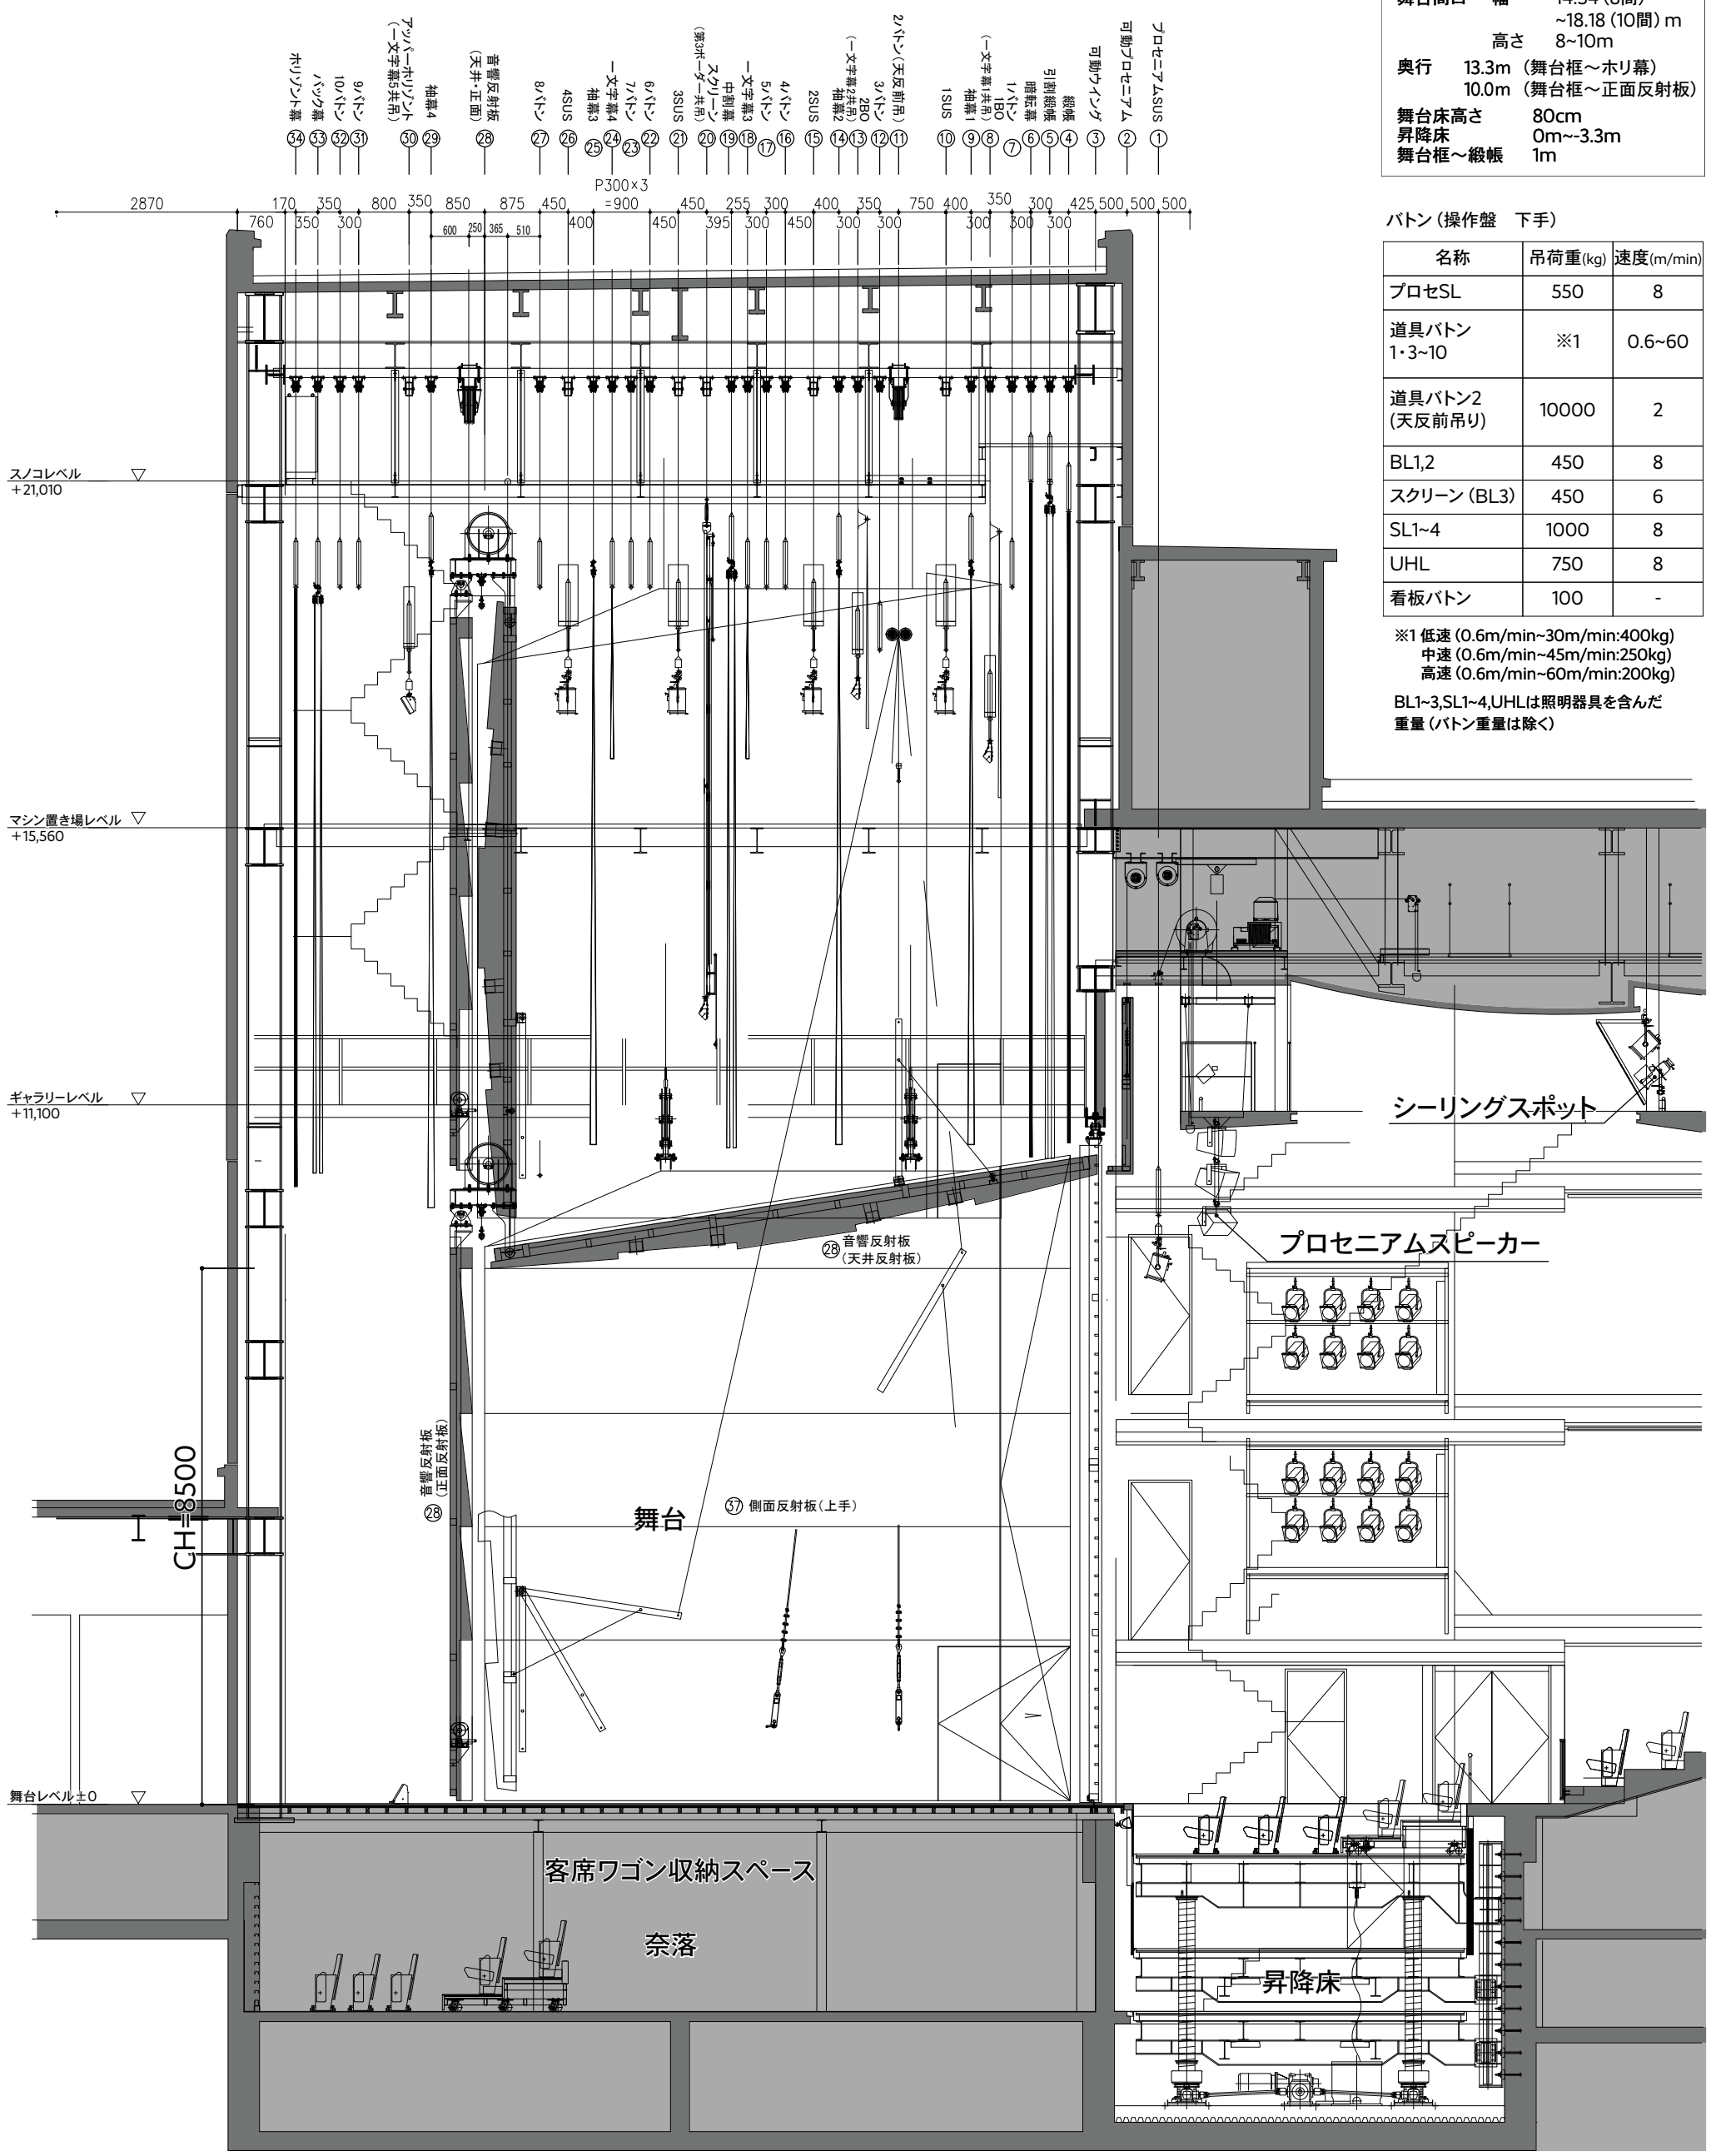 舞台間口 幅 14.54 (8間)
~18.18 (10間) m
高さ 8~10m
奥行 13.3m (舞台框～ホリ幕)
10.0m (舞台框～正面反射板)
舞台床高さ 80cm
昇降床 0m~-3.3m
舞台框～緞帳 1m
バトン (操作盤 下手)
名称 吊荷重(kg) 速度(m/min)
プロセSL 550 8
道具バトン
1・3~10 ※1 0.6~60
道具バトン2
(天反前吊り) 10000 2
BL1,2 450 8
スクリーン (BL3) 450 6
SL1~4 1000 8
UHL 750 8
看板バトン 100 -
※1 低速 (0.6m/min~30m/min:400kg)
中速 (0.6m/min~45m/min:250kg)
高速 (0.6m/min~60m/min:200kg)
BL1~3,SL1~4,UHLは照明器具を含んだ
重量 (バトン重量は除く)
ホリゾント幕 ㉞
バック幕 ㉝
10バトン ㉜
9バトン ㉛
アッパーホリゾント
(一文字幕5共吊) ㉚
袖幕4 ㉙
音響反射板
(天井・正面) ㉘
8バトン ㉗
4SUS ㉖
袖幕3 ㉕
一文字幕4 ㉔
7バトン ㉓
6バトン ㉒
3SUS ㉑
スクリーン
(第3ボーダー共吊) ⑳
中割幕 ⑲
一文字幕3 ⑱
5バトン ⑰
4バトン ⑯
2SUS ⑮
袖幕2 ⑭
2BO
(一文字幕2共吊) ⑬
3バトン ⑫
2バトン(天反前吊) ⑪
1SUS ⑩
袖幕1 ⑨
1BO
(一文字幕1共吊) ⑧
1バトン ⑦
暗転幕 ⑥
引割緞帳 ⑤
緞帳 ④
可動ウイング ③
可動プロセニアム ②
プロセニアムSUS ①
P300×3
2870 170 350 800 350 850 875 450 =900 450 255 300 400 350 750 400 350 300 425 500 500 500
760 350 300 400 450 395 300 450 300 300 300 300 300
600 250 365 510
スノコレベル
+21,010
マシン置き場レベル
+15,560
ギャラリーレベル
+11,100
シーリングスポット
プロセニアムスピーカー
㉘ 音響反射板
(天井反射板)
㉘ 音響反射板
(正面反射板)
CH=8500
舞台
㊲ 側面反射板(上手)
舞台レベル±0
客席ワゴン収納スペース
奈落
昇降床